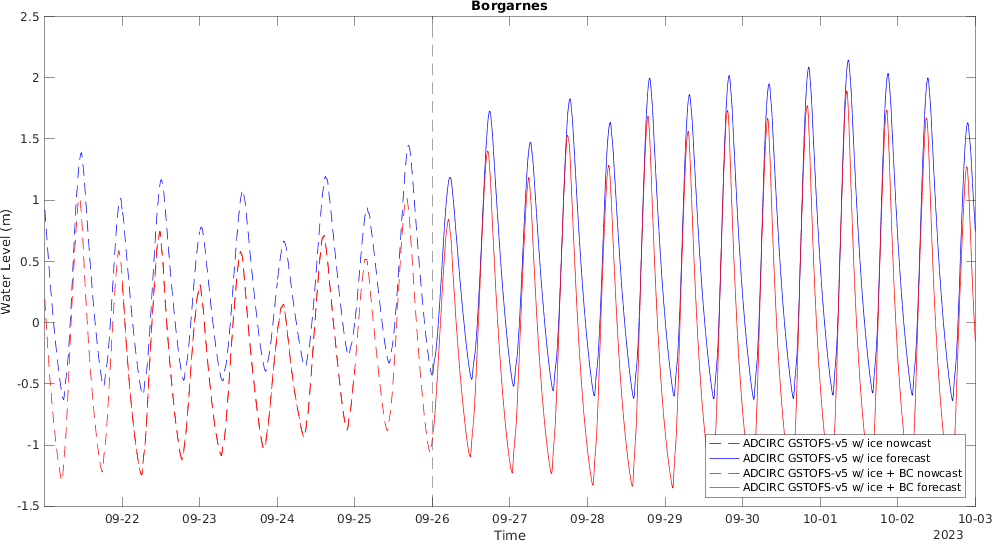 Borgarnes
2.5
2
1.5
1
0.5
0
-0.5
-1
-1.5
Water Level (m)
ADCIRC GSTOFS-v5 w/ ice nowcast
ADCIRC GSTOFS-v5 w/ ice forecast
ADCIRC GSTOFS-v5 w/ ice + BC nowcast
ADCIRC GSTOFS-v5 w/ ice + BC forecast
09-22 09-23 09-24 09-25 09-26 09-27 09-28 09-29 09-30 10-01 10-02 10-03
Time
2023